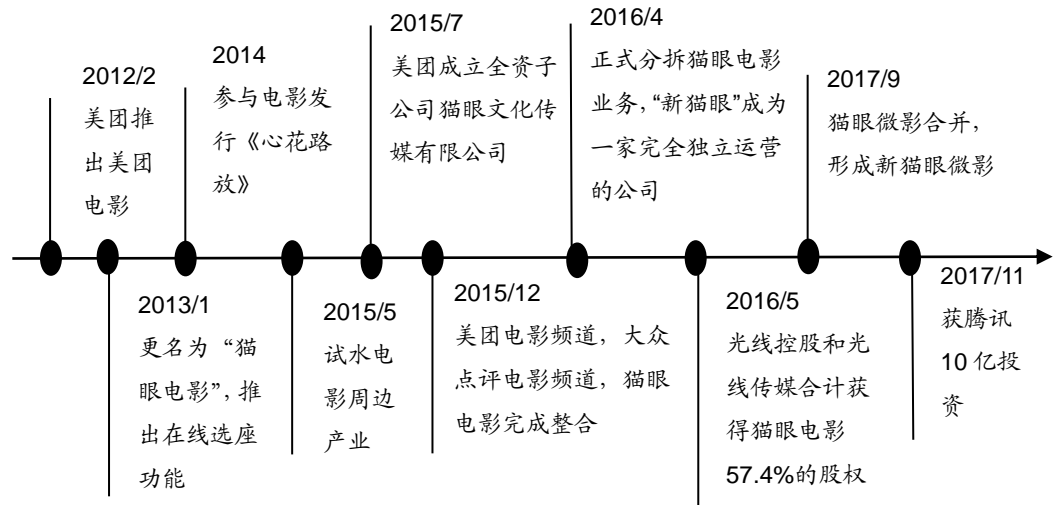 2012/2
美团推
出美团
电影
2013/1
更名为“猫
眼电影”，推
出在线选座
功能
2014
参与电影发
行《心花路
放》
2015/5
试水电
影周边
产业
2015/7
美团成立全资子
公司猫眼文化传
媒有限公司
2015/12
美团电影频道，大众
点评电影频道，猫眼
电影完成整合
2016/4
正式分拆猫眼电影
业务，“新猫眼”成为
一家完全独立运营
的公司
2016/5
光线控股和光
线传媒合计获
得猫眼电影
57.4%的股权
2017/9
猫眼微影合并，
形成新猫眼微影
2017/11
获腾讯
10 亿投
资